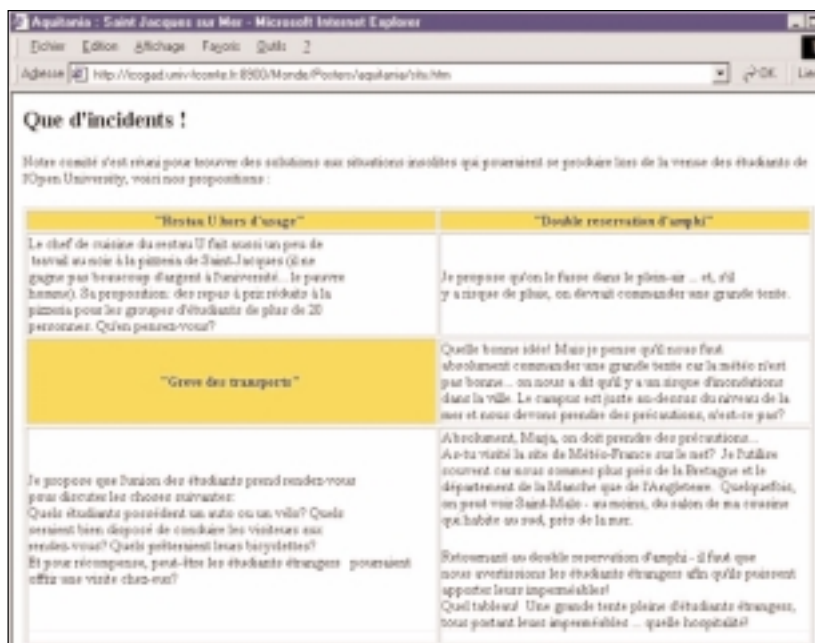 Aquitania : Saint Jacques sur Mer - Microsoft Internet Explorer
Fichier Edition Affichage Favoris Outils ?
Adresse http://cogad.univ-fcomte.fr:8900/Monde/Posters/aquitania/situ.htm OK Lien
Que d'incidents !
Notre comité s'est réuni pour trouver des solutions aux situations insolites qui pourraient se produire lors de la venue des étudiants de
l'Open University, voici nos propositions :
"Restau U hors d'usage"
Le chef de cuisine du restau U fait aussi un peu de
travail au noir à la pizzeria de Saint-Jacques (il ne
gagne pas beaucoup d'argent à l'université... le pauvre
homme). Sa proposition: des repas à prix réduits à la
pizzeria pour les groupes d'étudiants de plus de 20
personnes. Qu'en pensez-vous?
"Double reservation d'amphi"
Je propose qu'on le fasse dans le plein-air ... et, s'il
y a risque de pluie, on devrait commander une grande tente.
"Greve des transports"
Quelle bonne idée! Mais je pense qu'il nous faut
absolument commander une grande tente car la météo n'est
pas bonne... on nous a dit qu'il y a un risque d'inondations
dans la ville. Le campus est juste au-dessus du niveau de la
mer et nous devons prendre des précautions, n'est-ce pas?
Je propose que l'union des étudiants prend rendez-vous
pour discuter les choses suivantes:
Quels étudiants possèdent un auto ou un vélo? Quels
seraient bien disposé de conduire les visiteurs aux
rendez-vous? Quels prêteraient leurs bicyclettes?
Et pour récompense, peut-être les étudiants étrangers pourraient
offrir une visite chez-eux?
Absolument, Marja, on doit prendre des précautions...
As-tu visité la site de Météo-France sur le net? Je l'utilise
souvent car nous sommes plus près de la Bretagne et le
département de la Manche que de l'Angleterre. Quelquefois,
on peut voir Saint-Malo - au moins, du salon de ma cousine
qui habite au sud, près de la mer.
Retournant au double reservation d'amphi - il faut que
nous avertissions les étudiants étrangers afin qu'ils puissent
apporter leurs imperméables!
Quel tableau! Une grande tente pleine d'étudiants étrangers,
tous portant leurs imperméables ... quelle hospitalité!